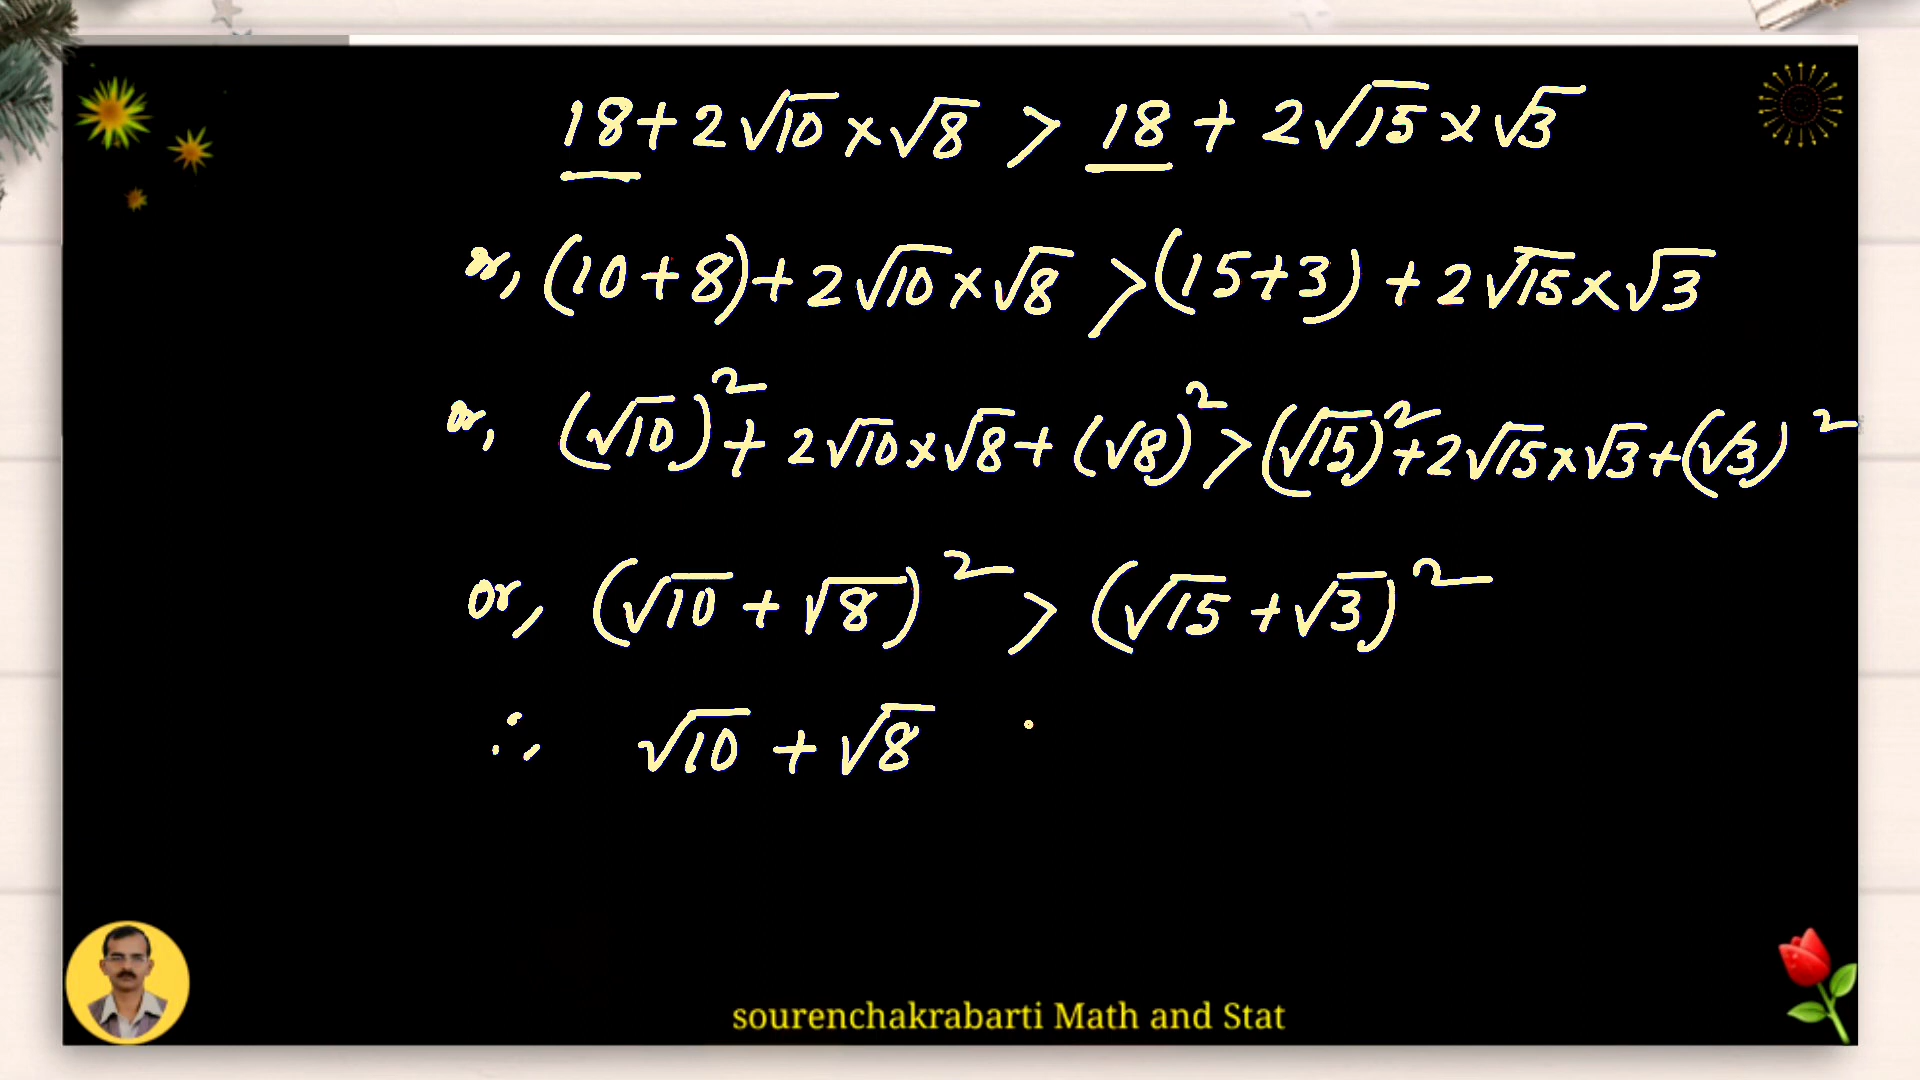 18 + 2√10 × √8 > 18 + 2√15 × √3
or, (10+8) + 2√10 × √8 > (15+3) + 2√15 × √3
or, (√10)² + 2√10 × √8 + (√8)² > (√15)² + 2√15 × √3 + (√3)²
or, (√10 + √8)² > (√15 + √3)²
∴ √10 + √8
sourenchakrabarti Math and Stat